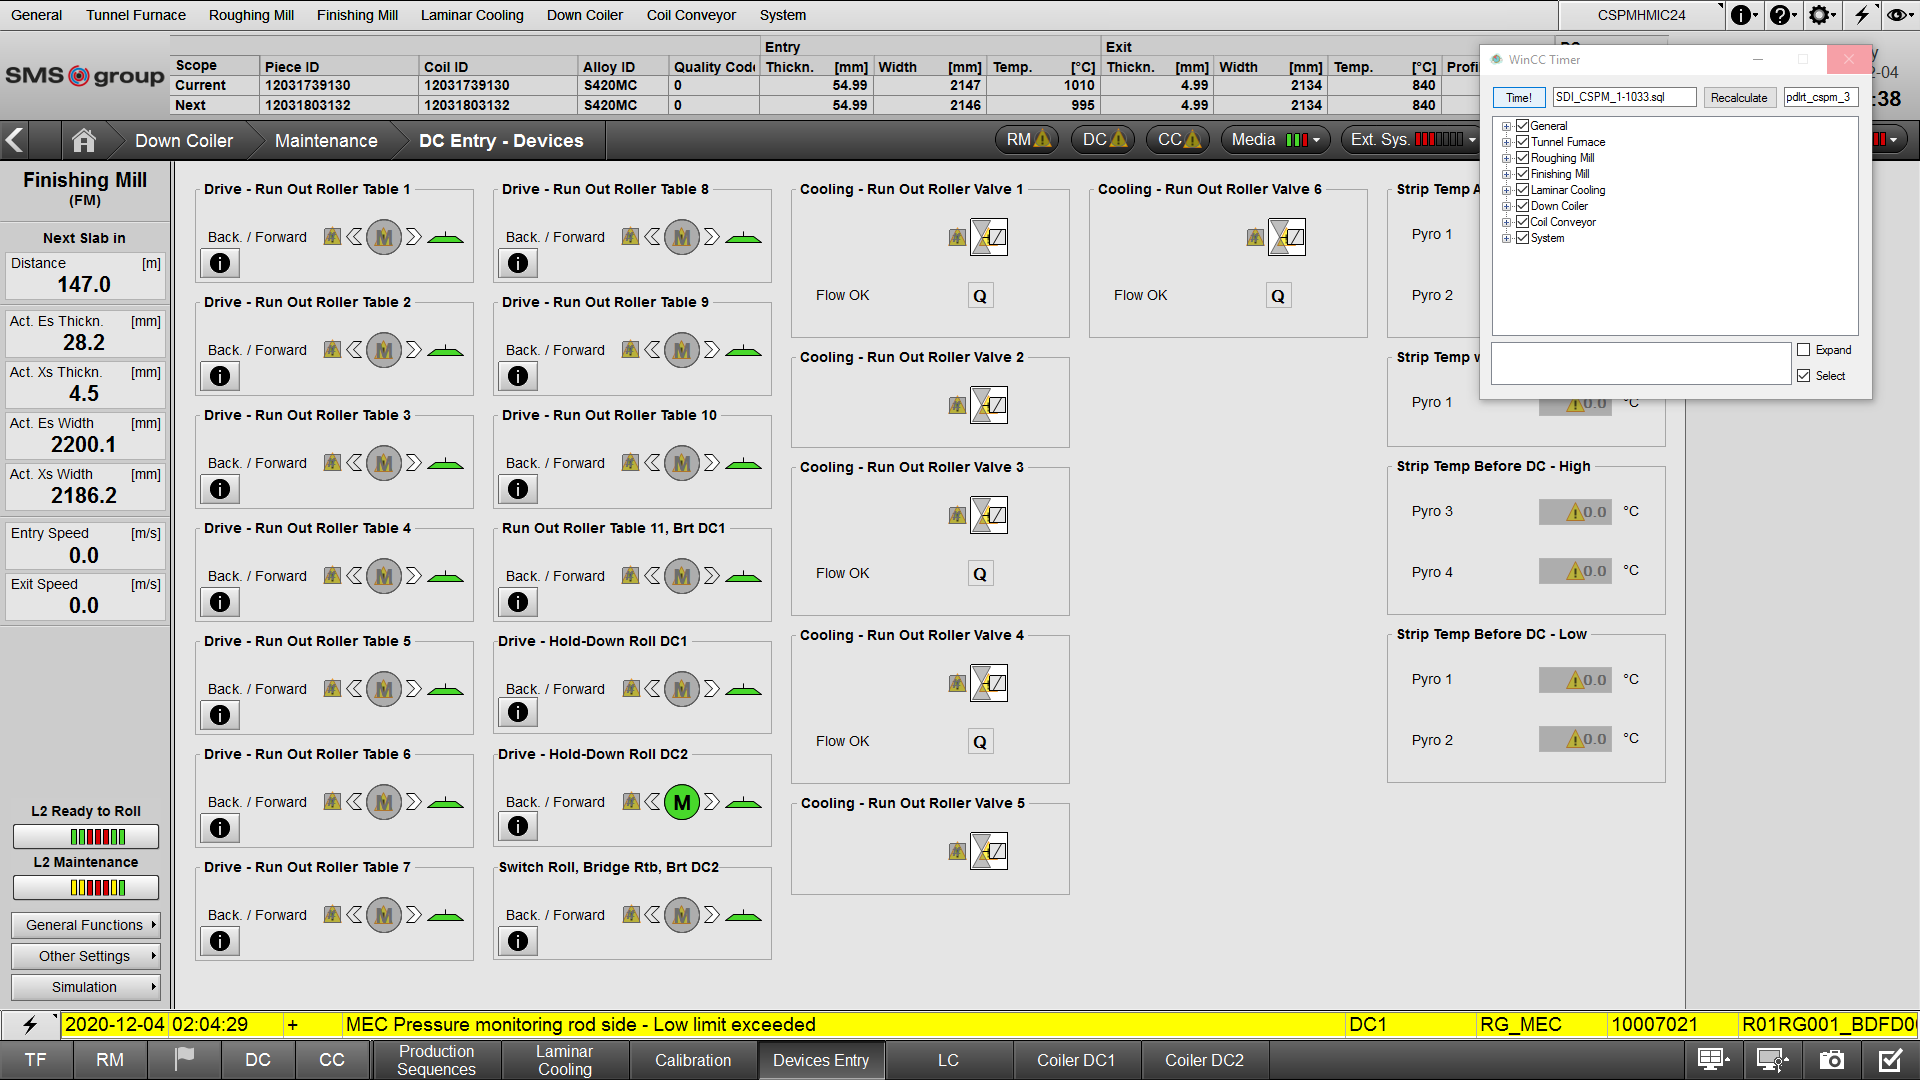 General Tunnel Furnace Roughing Mill Finishing Mill Laminar Cooling Down Coiler Coil Conveyor System CSPMHMIC24
SMS group
Entry Exit
Scope Piece ID Coil ID Alloy ID Quality Code Thickn. [mm] Width [mm] Temp. [°C] Thickn. [mm] Width [mm] Temp. [°C]
Current 12031739130 12031739130 S420MC 0 54.99 2147 1010 4.99 2134 840
Next 12031803132 12031803132 S420MC 0 54.99 2146 995 4.99 2134 840
:38
Down Coiler Maintenance DC Entry - Devices RM DC CC Media Ext. Sys.
WinCC Timer
Time! SDI_CSPM_1-1033.sql Recalculate pdlrt_cspm_3
General
Tunnel Furnace
Roughing Mill
Finishing Mill
Laminar Cooling
Down Coiler
Coil Conveyor
System
Expand
Select
Finishing Mill
(FM)
Next Slab in
Distance [m]
147.0
Act. Es Thickn. [mm]
28.2
Act. Xs Thickn. [mm]
4.5
Act. Es Width [mm]
2200.1
Act. Xs Width [mm]
2186.2
Entry Speed [m/s]
0.0
Exit Speed [m/s]
0.0
L2 Ready to Roll
L2 Maintenance
General Functions
Other Settings
Simulation
Drive - Run Out Roller Table 1
Back. / Forward M
Drive - Run Out Roller Table 2
Back. / Forward M
Drive - Run Out Roller Table 3
Back. / Forward M
Drive - Run Out Roller Table 4
Back. / Forward M
Drive - Run Out Roller Table 5
Back. / Forward M
Drive - Run Out Roller Table 6
Back. / Forward M
Drive - Run Out Roller Table 7
Back. / Forward M
Drive - Run Out Roller Table 8
Back. / Forward M
Drive - Run Out Roller Table 9
Back. / Forward M
Drive - Run Out Roller Table 10
Back. / Forward M
Run Out Roller Table 11, Brt DC1
Back. / Forward M
Drive - Hold-Down Roll DC1
Back. / Forward M
Drive - Hold-Down Roll DC2
Back. / Forward M
Switch Roll, Bridge Rtb, Brt DC2
Back. / Forward M
Cooling - Run Out Roller Valve 1
Flow OK Q
Cooling - Run Out Roller Valve 2
Cooling - Run Out Roller Valve 3
Flow OK Q
Cooling - Run Out Roller Valve 4
Flow OK Q
Cooling - Run Out Roller Valve 5
Cooling - Run Out Roller Valve 6
Flow OK Q
Strip Temp
Pyro 1
Pyro 2
Strip Temp
Pyro 1 0.0 °C
Strip Temp Before DC - High
Pyro 3 0.0 °C
Pyro 4 0.0 °C
Strip Temp Before DC - Low
Pyro 1 0.0 °C
Pyro 2 0.0 °C
2020-12-04 02:04:29 + MEC Pressure monitoring rod side - Low limit exceeded DC1 RG_MEC 10007021
TF RM DC CC Production Sequences Laminar Cooling Calibration Devices Entry LC Coiler DC1 Coiler DC2